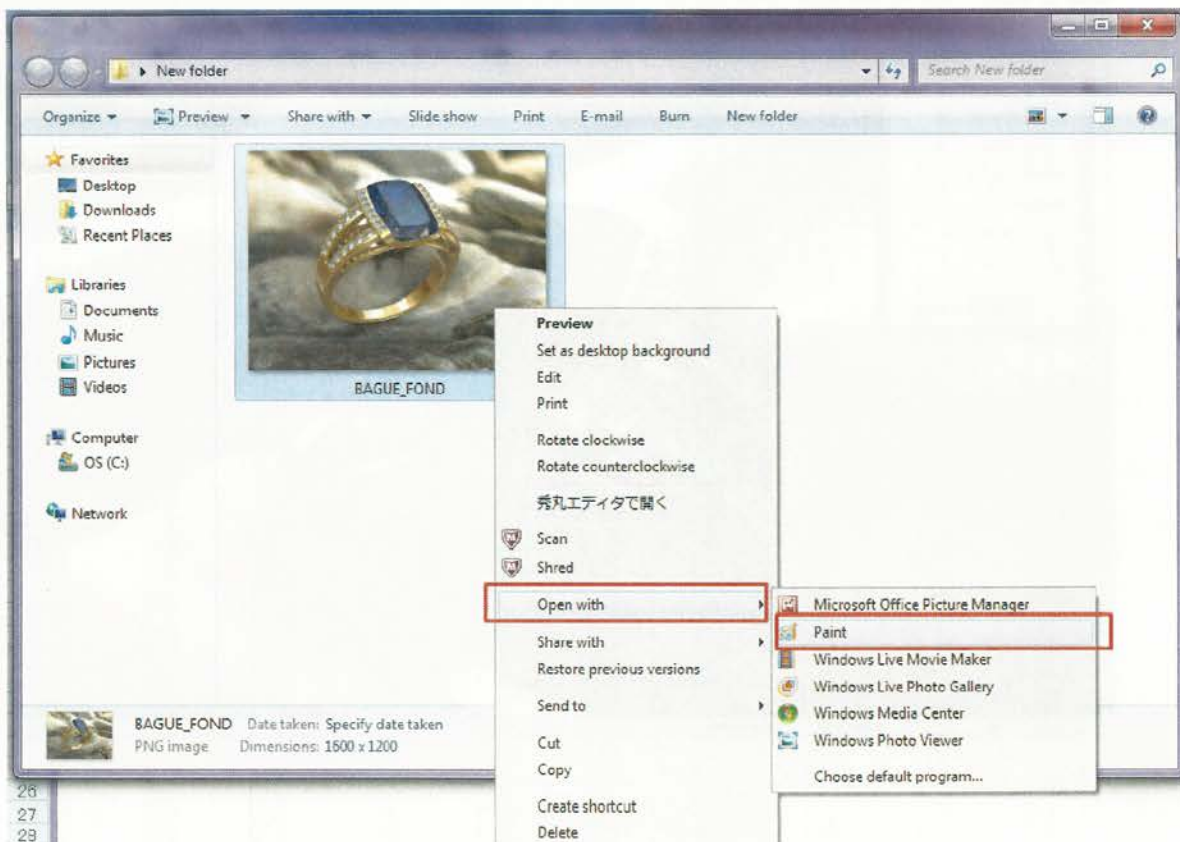 New folder
Search New folder
Organize
Preview
Share with
Slide show
Print
E-mail
Burn
New folder
Favorites
Desktop
Downloads
Recent Places
Libraries
Documents
Music
Pictures
Videos
Computer
OS (C:)
Network
BAGUE_FOND
Preview
Set as desktop background
Edit
Print
Rotate clockwise
Rotate counterclockwise
秀丸エディタで開く
Scan
Shred
Open with
Share with
Restore previous versions
Send to
Cut
Copy
Create shortcut
Delete
Microsoft Office Picture Manager
Paint
Windows Live Movie Maker
Windows Live Photo Gallery
Windows Media Center
Windows Photo Viewer
Choose default program...
BAGUE_FOND Date taken: Specify date taken
PNG image Dimensions: 1600 x 1200
26
27
28